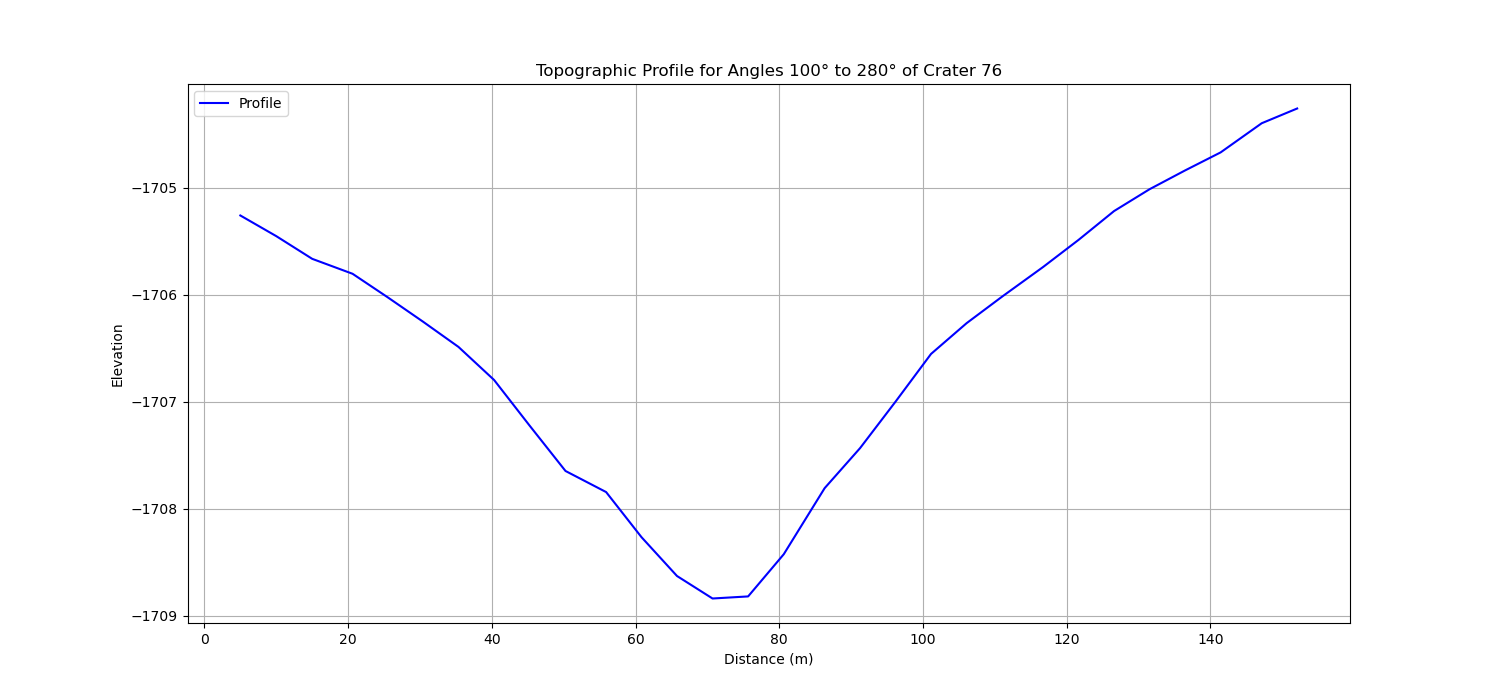 Topographic Profile for Angles 100° to 280° of Crater 76
Profile
−1705
−1706
−1707
−1708
−1709
Elevation
0 20 40 60 80 100 120 140
Distance (m)